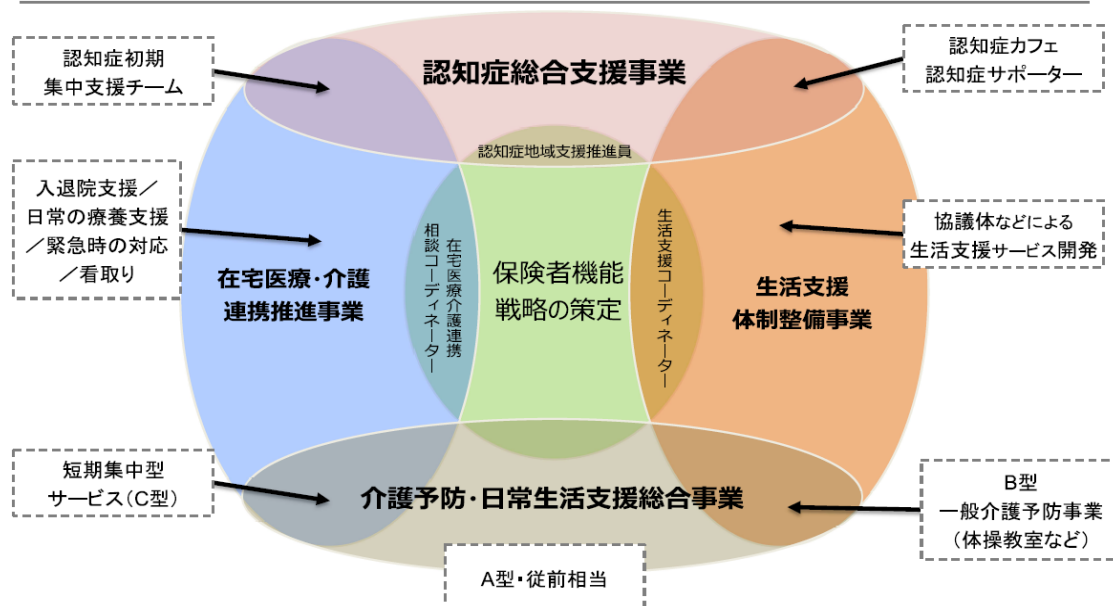 認知症初期
集中支援チーム
認知症総合支援事業
認知症カフェ
認知症サポーター
認知症地域支援推進員
入退院支援／
日常の療養支援
／緊急時の対応
／看取り
在宅医療・介護
連携推進事業
在宅医療介護連携
相談コーディネーター
保険者機能
戦略の策定
生活支援コーディネーター
生活支援
体制整備事業
協議体などによる
生活支援サービス開発
短期集中型
サービス（C型）
介護予防・日常生活支援総合事業
B型
一般介護予防事業
（体操教室など）
A型・従前相当